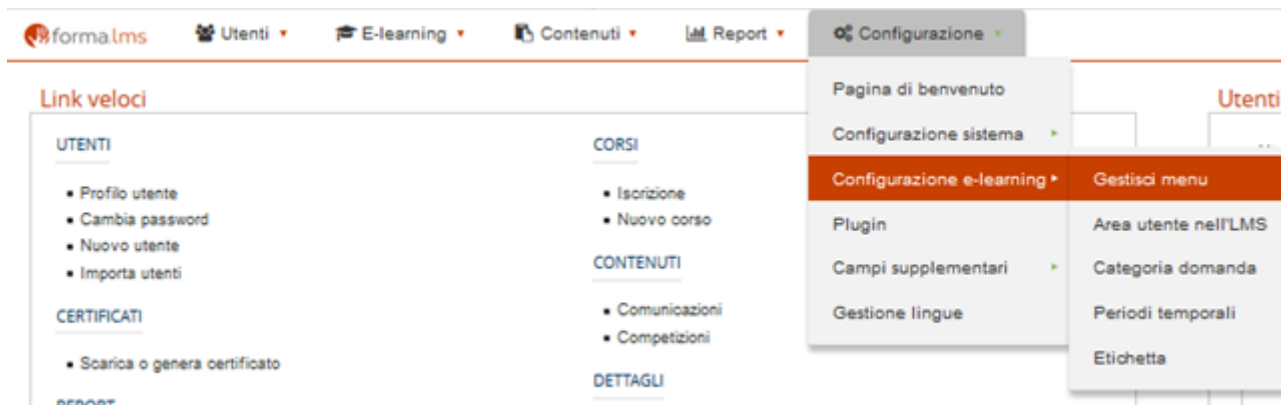 forma.lms Utenti E-learning Contenuti Report Configurazione
Link veloci
Pagina di benvenuto
Utenti
UTENTI
CORSI
Configurazione sistema
Profilo utente
Iscrizione
Configurazione e-learning
Gestisci menu
Cambia password
Nuovo corso
Plugin
Area utente nell'LMS
Nuovo utente
Importa utenti
CONTENUTI
Campi supplementari
Categoria domanda
CERTIFICATI
Comunicazioni
Gestione lingue
Periodi temporali
Competizioni
Scarica o genera certificato
Etichetta
DETTAGLI
REPORT